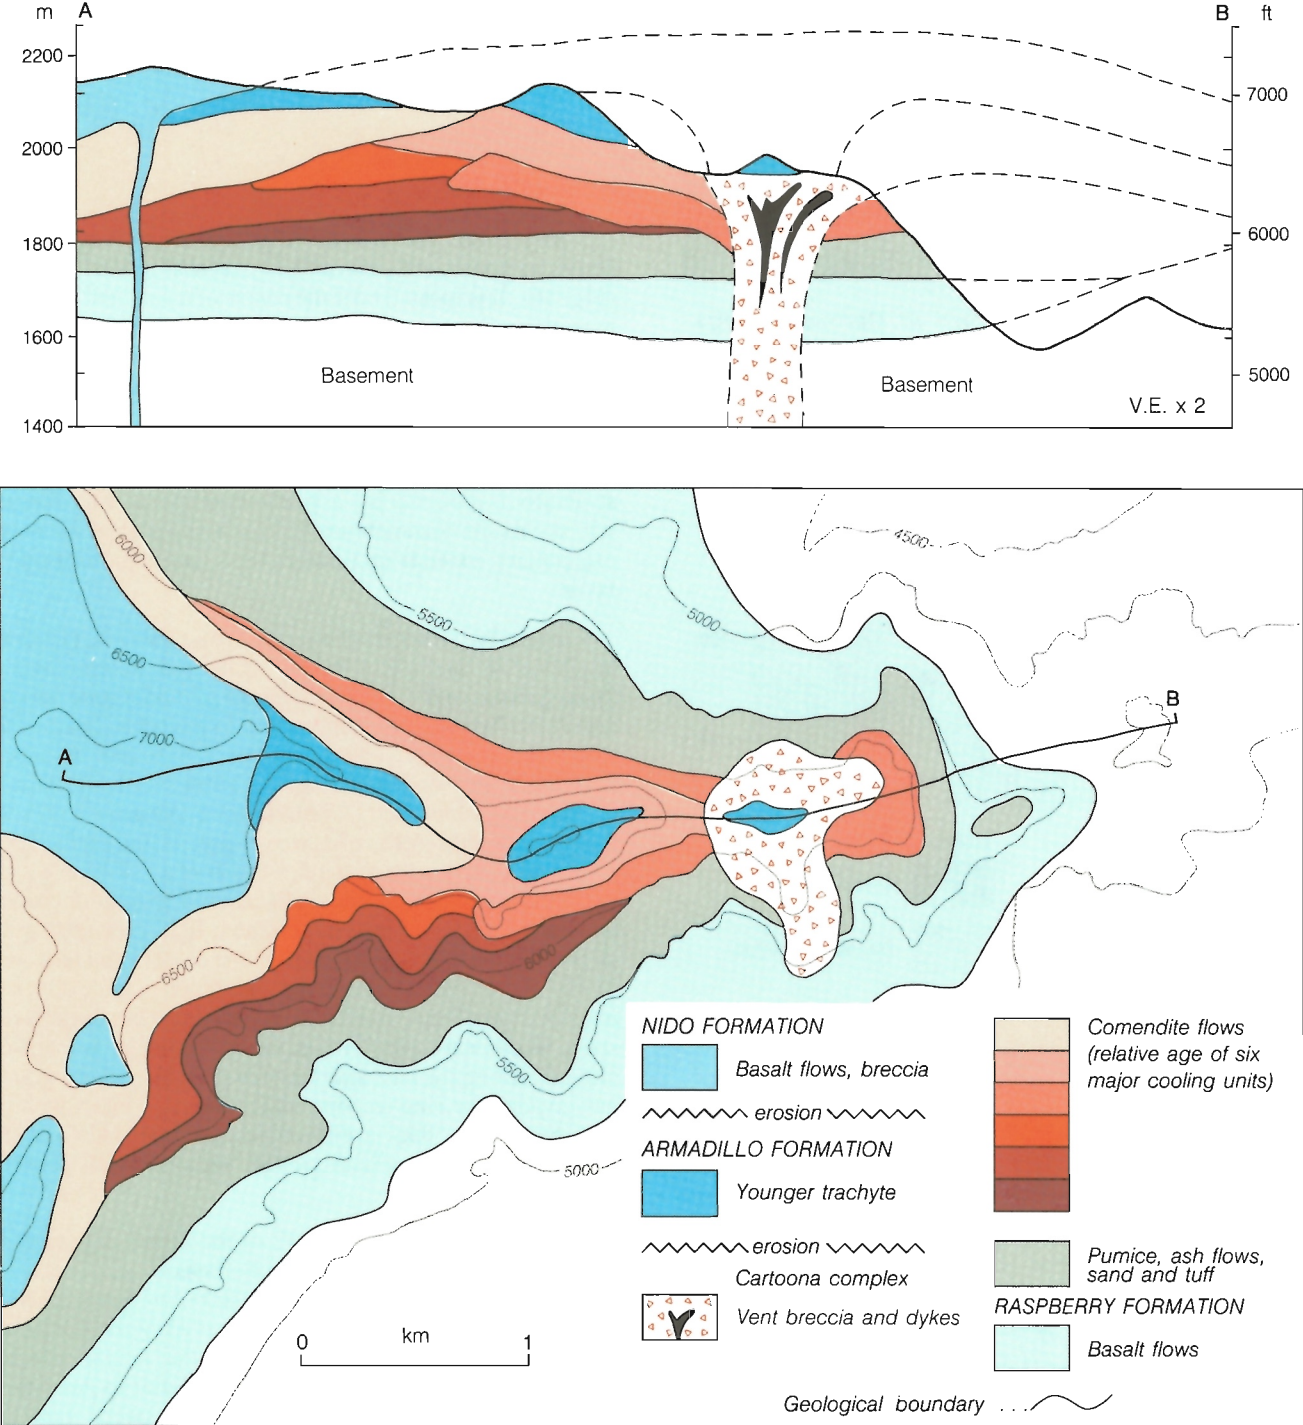 m A B ft
2200
7000
2000
1800
6000
1600
Basement
Basement
5000
V.E. x 2
1400
6000
4500
5500
5000
6500
7000
A
B
6500
6000
5500
5000
NIDO FORMATION
Basalt flows, breccia
erosion
ARMADILLO FORMATION
Younger trachyte
erosion
Cartoona complex
Vent breccia and dykes
Comendite flows
(relative age of six
major cooling units)
Pumice, ash flows,
sand and tuff
RASPBERRY FORMATION
Basalt flows
0 km 1
Geological boundary